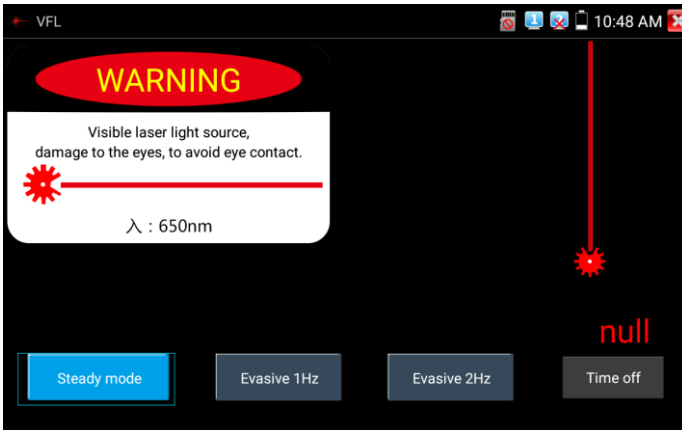 VFL
1
10:48 AM
WARNING
Visible laser light source,
damage to the eyes, to avoid eye contact.
入 : 650nm
null
Steady mode
Evasive 1Hz
Evasive 2Hz
Time off